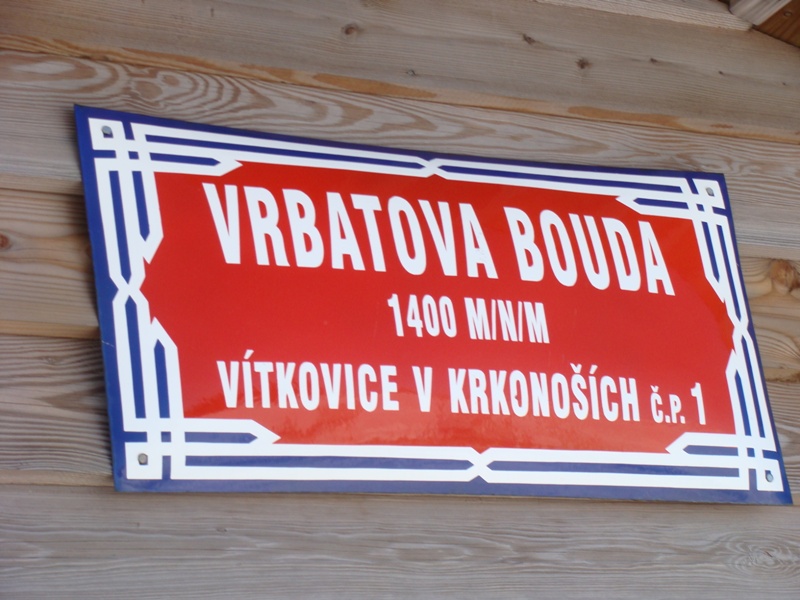 VRBATOVA BOUDA
1400 M/N/M
VÍTKOVICE V KRKONOŠÍCH Č.P. 1